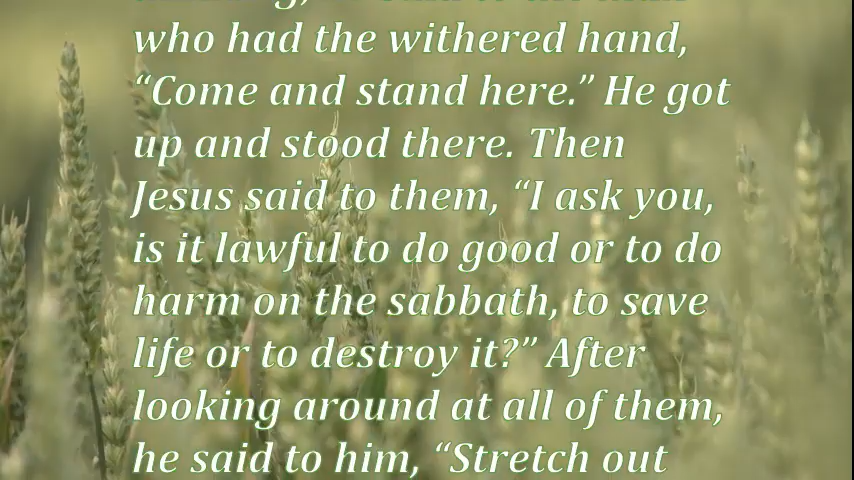 who had the withered hand,
“Come and stand here.” He got
up and stood there. Then
Jesus said to them, “I ask you,
is it lawful to do good or to do
harm on the sabbath, to save
life or to destroy it?” After
looking around at all of them,
he said to him, “Stretch out